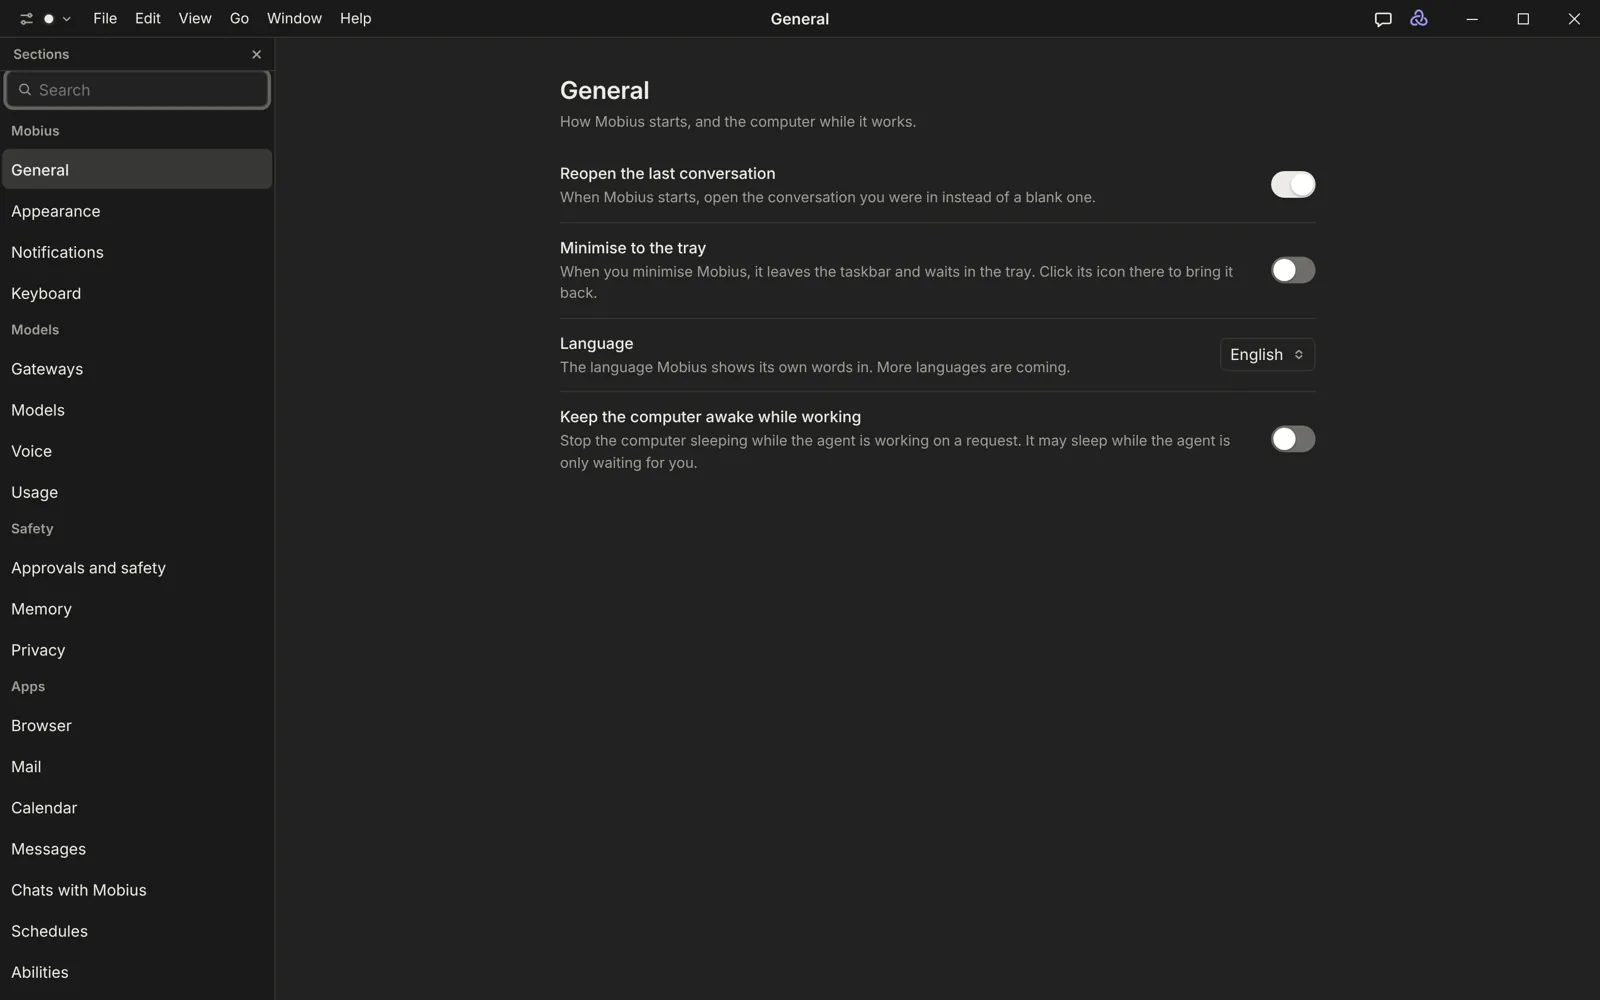 File Edit View Go Window Help
General
Sections
Search
Mobius
General
Appearance
Notifications
Keyboard
Models
Gateways
Models
Voice
Usage
Safety
Approvals and safety
Memory
Privacy
Apps
Browser
Mail
Calendar
Messages
Chats with Mobius
Schedules
Abilities
General
How Mobius starts, and the computer while it works.
Reopen the last conversation
When Mobius starts, open the conversation you were in instead of a blank one.
Minimise to the tray
When you minimise Mobius, it leaves the taskbar and waits in the tray. Click its icon there to bring it
back.
Language
The language Mobius shows its own words in. More languages are coming.
English
Keep the computer awake while working
Stop the computer sleeping while the agent is working on a request. It may sleep while the agent is
only waiting for you.